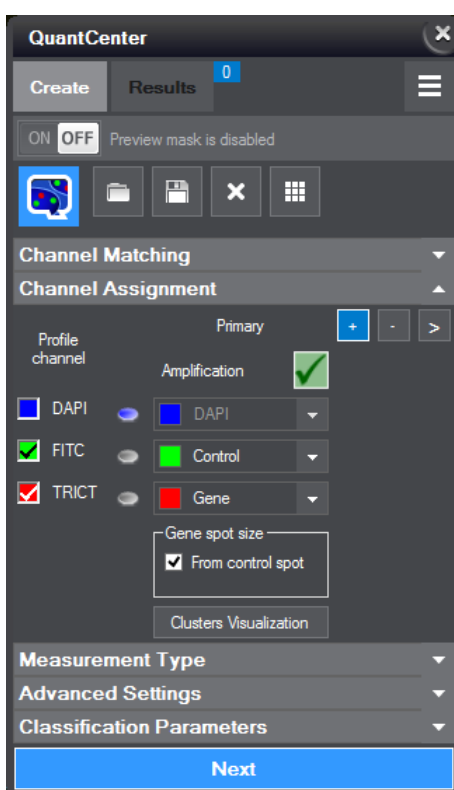 QuantCenter
Create Results 0
ON OFF Preview mask is disabled
Channel Matching
Channel Assignment
Profile channel Primary + - >
Amplification
DAPI DAPI
FITC Control
TRICT Gene
Gene spot size
From control spot
Clusters Visualization
Measurement Type
Advanced Settings
Classification Parameters
Next